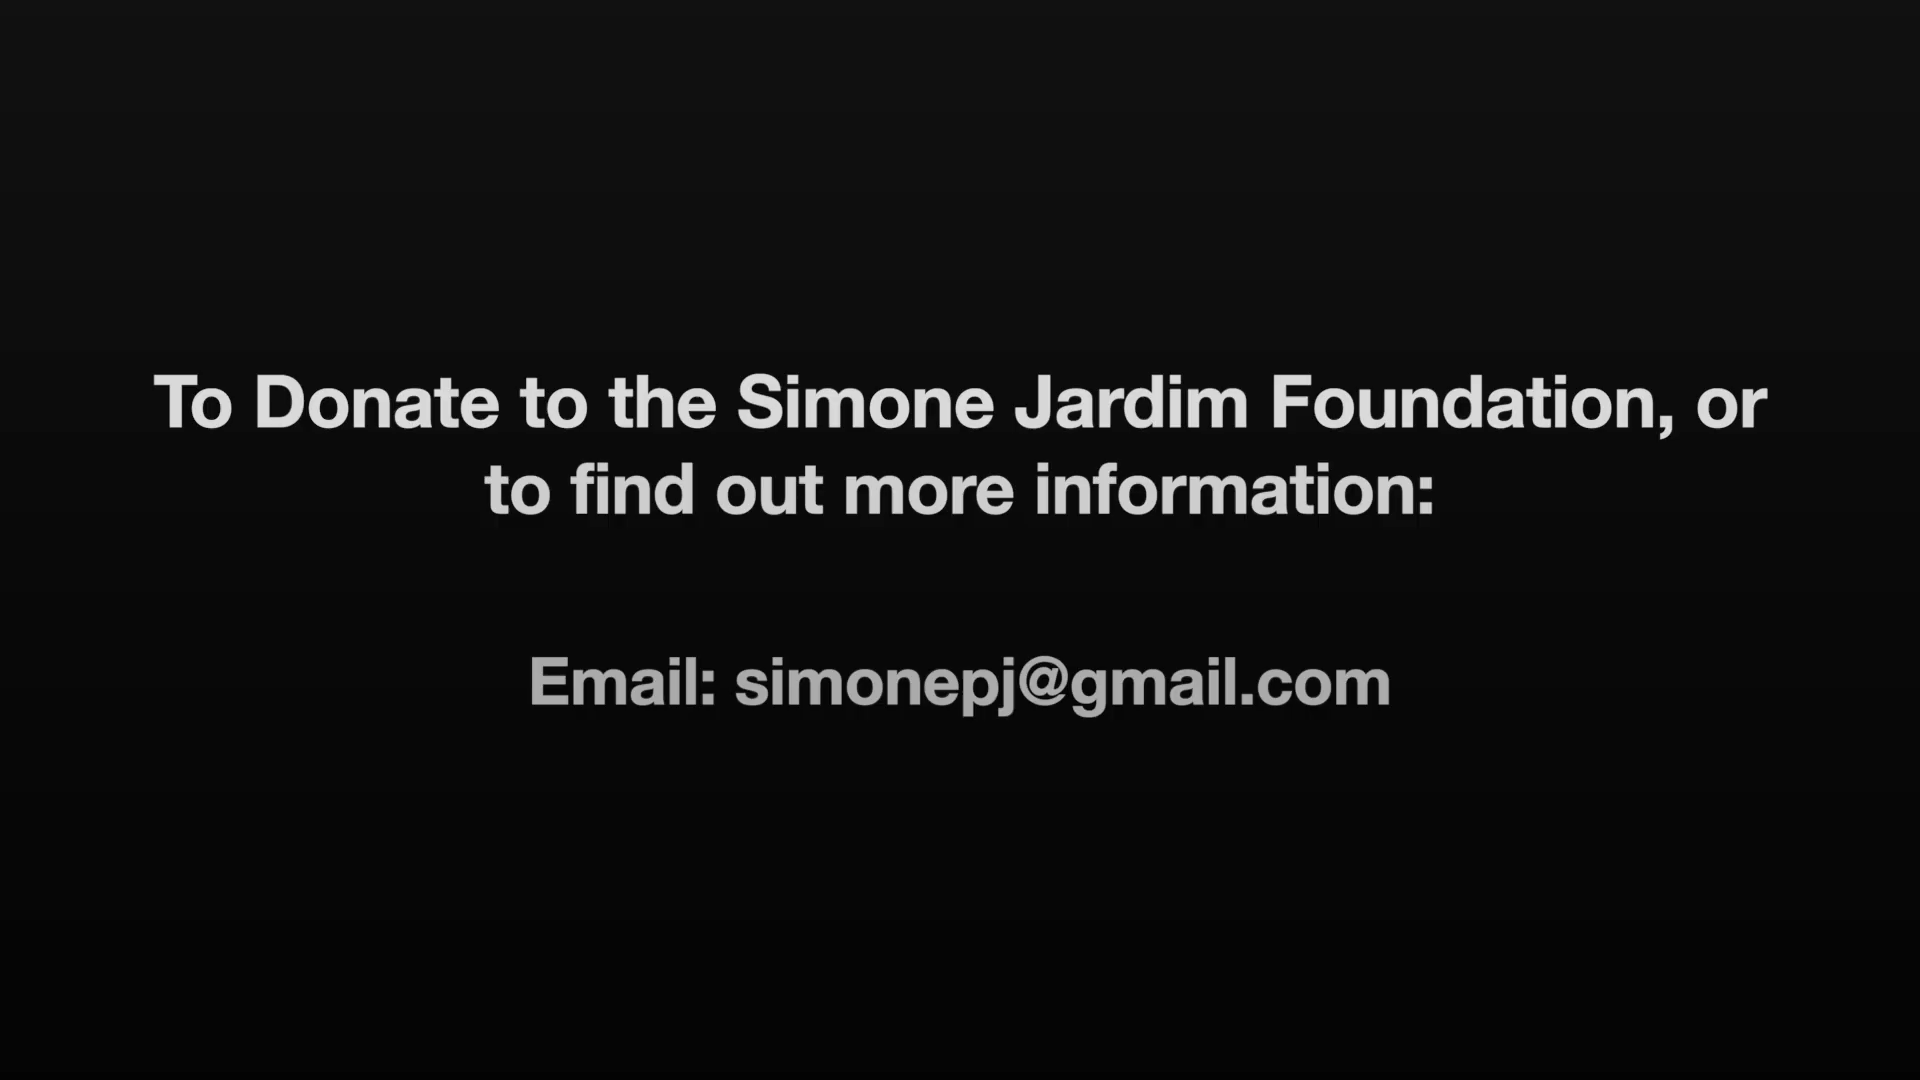 To Donate to the Simone Jardim Foundation, or
to find out more information:
Email: simonepj@gmail.com